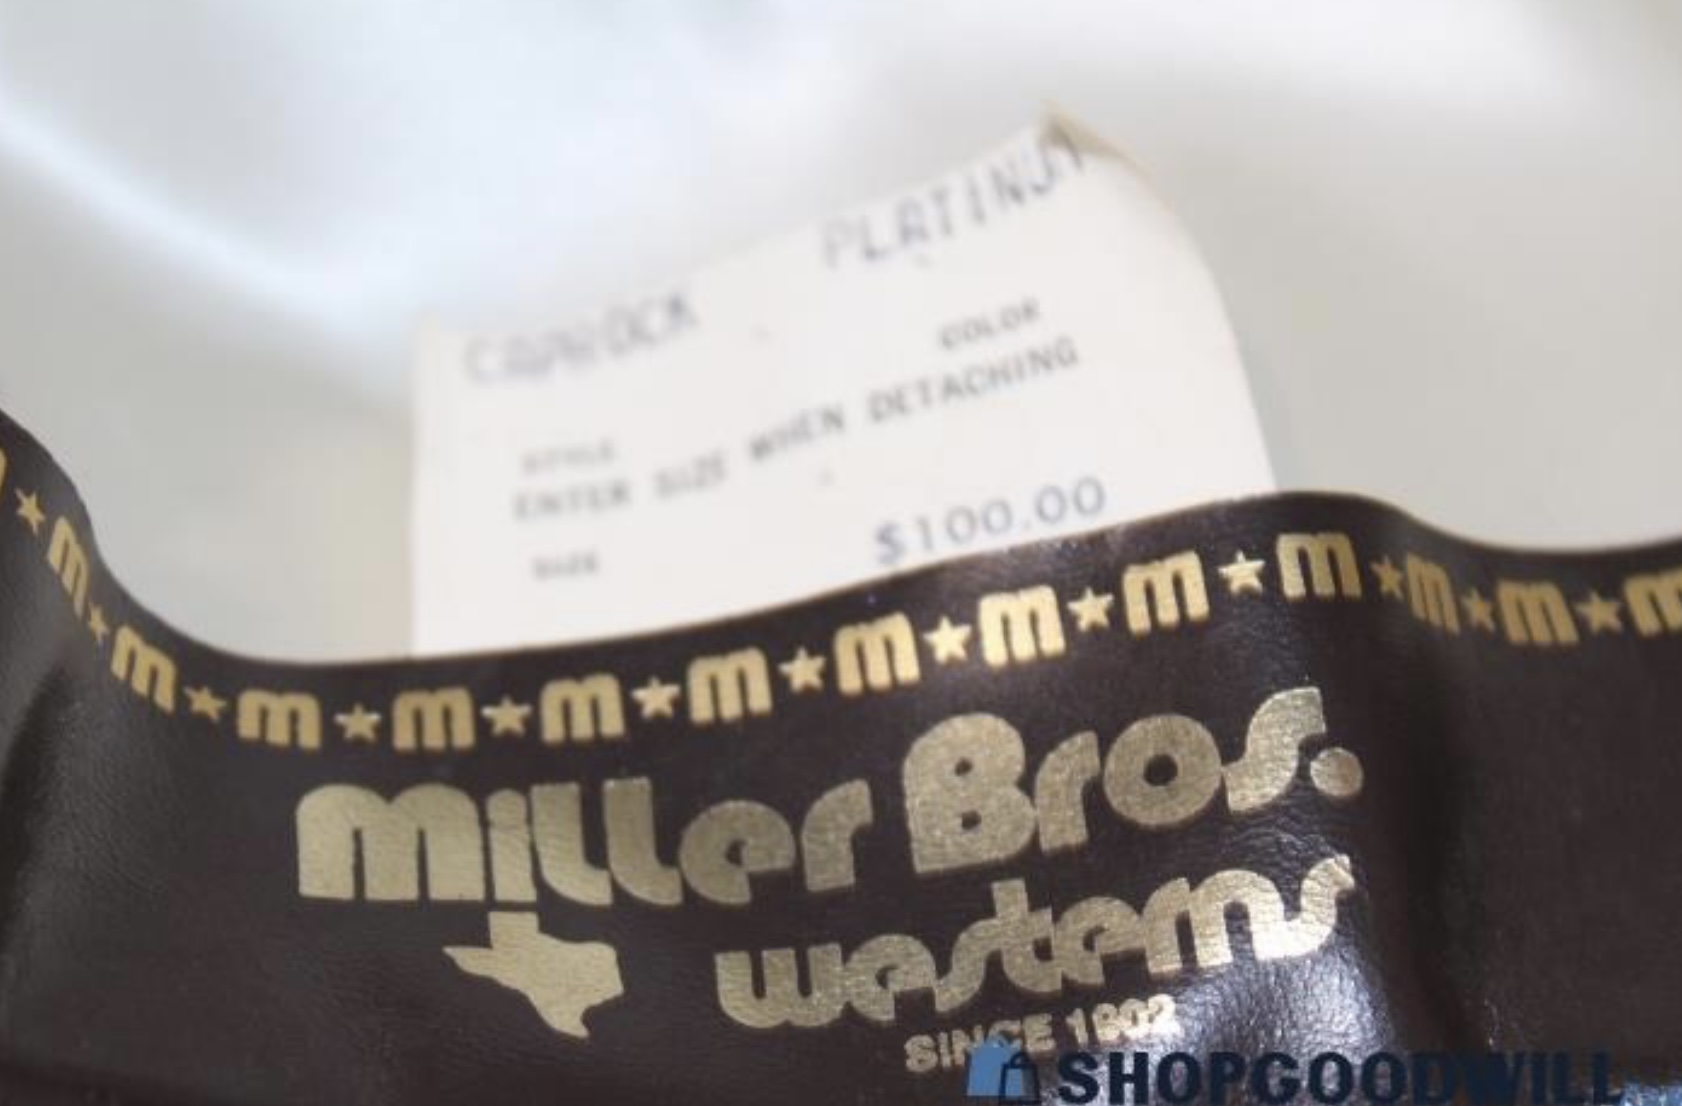 CAPROCK PLATINUM
STYLE COLOR
ENTER SIZE WHEN DETACHING
SIZE $100.00
m★m★m★m★m★m★m★m★m★m★m★m★m
Miller Bros.
westerns
SINCE 1902
SHOPGOODWILL